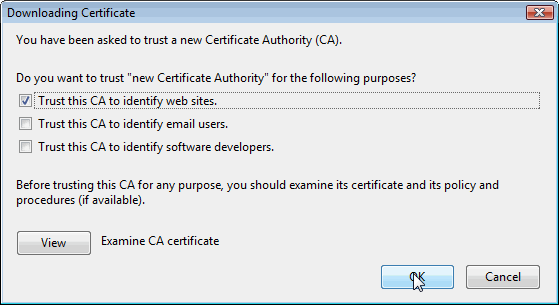 Downloading Certificate
You have been asked to trust a new Certificate Authority (CA).
Do you want to trust "new Certificate Authority" for the following purposes?
Trust this CA to identify web sites.
Trust this CA to identify email users.
Trust this CA to identify software developers.
Before trusting this CA for any purpose, you should examine its certificate and its policy and
procedures (if available).
View Examine CA certificate
OK Cancel